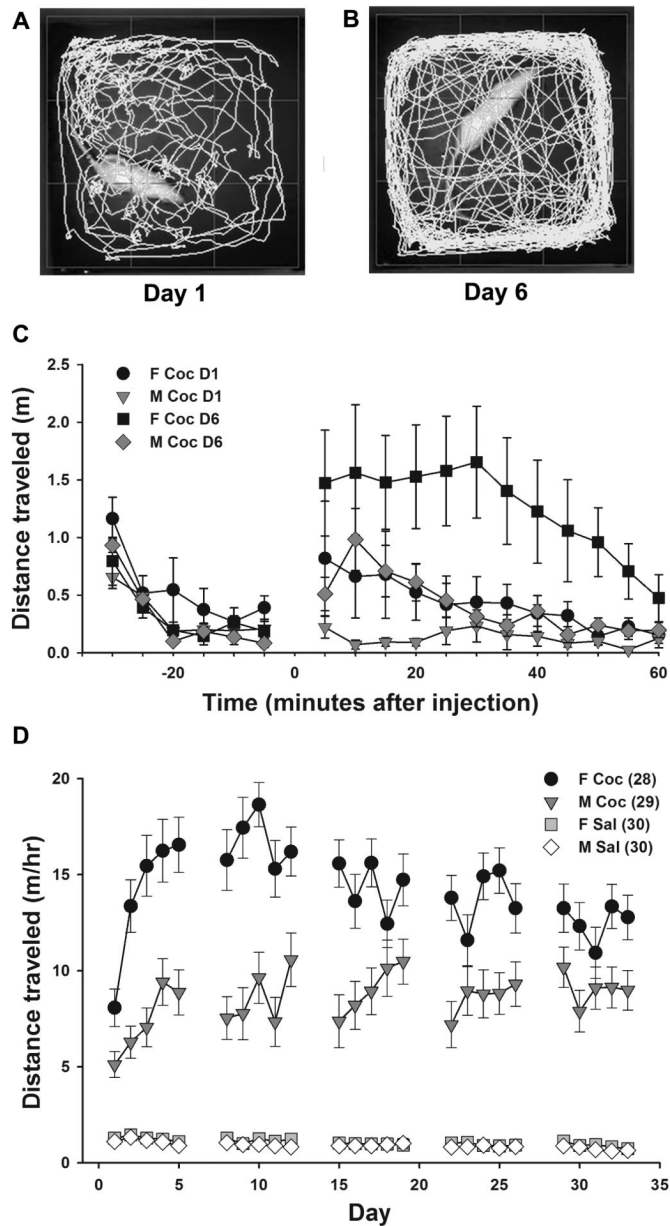 A
B
Day 1
Day 6
C
F Coc D1
M Coc D1
F Coc D6
M Coc D6
2.5
2.0
1.5
1.0
0.5
0.0
Distance traveled (m)
-20
0
20
40
60
Time (minutes after injection)
D
F Coc (28)
M Coc (29)
F Sal (30)
M Sal (30)
20
15
10
5
0
Distance traveled (m/hr)
0
5
10
15
20
25
30
35
Day